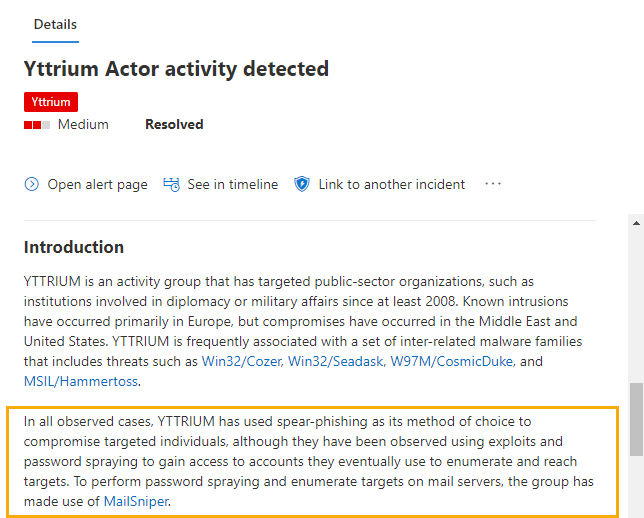 Details
Yttrium Actor activity detected
Yttrium
Medium Resolved
Open alert page See in timeline Link to another incident ...
Introduction
YTTRIUM is an activity group that has targeted public-sector organizations, such as
institutions involved in diplomacy or military affairs since at least 2008. Known intrusions
have occurred primarily in Europe, but compromises have occurred in the Middle East and
United States. YTTRIUM is frequently associated with a set of inter-related malware families
that includes threats such as Win32/Cozer, Win32/Seadask, W97M/CosmicDuke, and
MSIL/Hammertoss.
In all observed cases, YTTRIUM has used spear-phishing as its method of choice to
compromise targeted individuals, although they have been observed using exploits and
password spraying to gain access to accounts they eventually use to enumerate and reach
targets. To perform password spraying and enumerate targets on mail servers, the group has
made use of MailSniper.